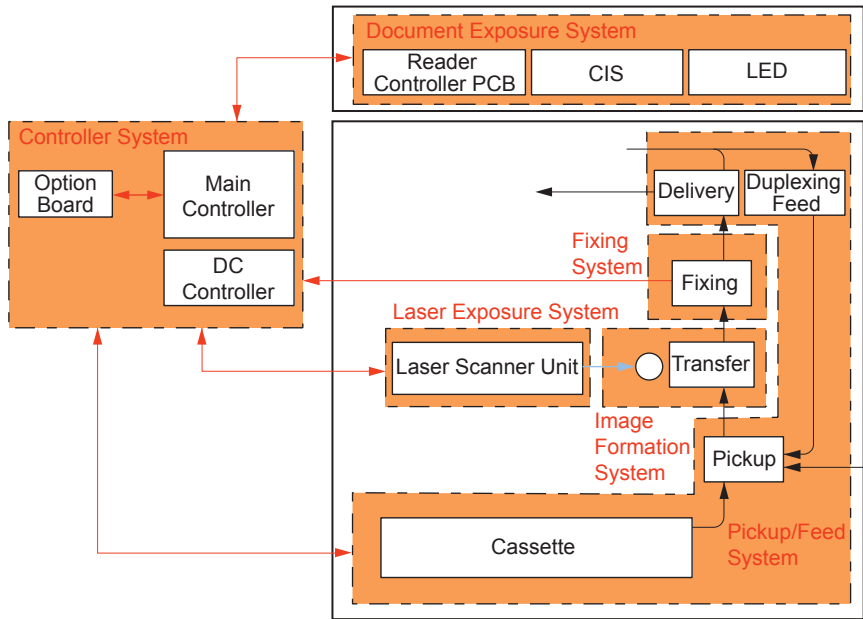 Document Exposure System
Reader
Controller PCB
CIS
LED
Controller System
Option
Board
Main
Controller
DC
Controller
Delivery
Duplexing
Feed
Fixing
System
Fixing
Laser Exposure System
Laser Scanner Unit
Transfer
Image
Formation
System
Pickup
Cassette
Pickup/Feed
System